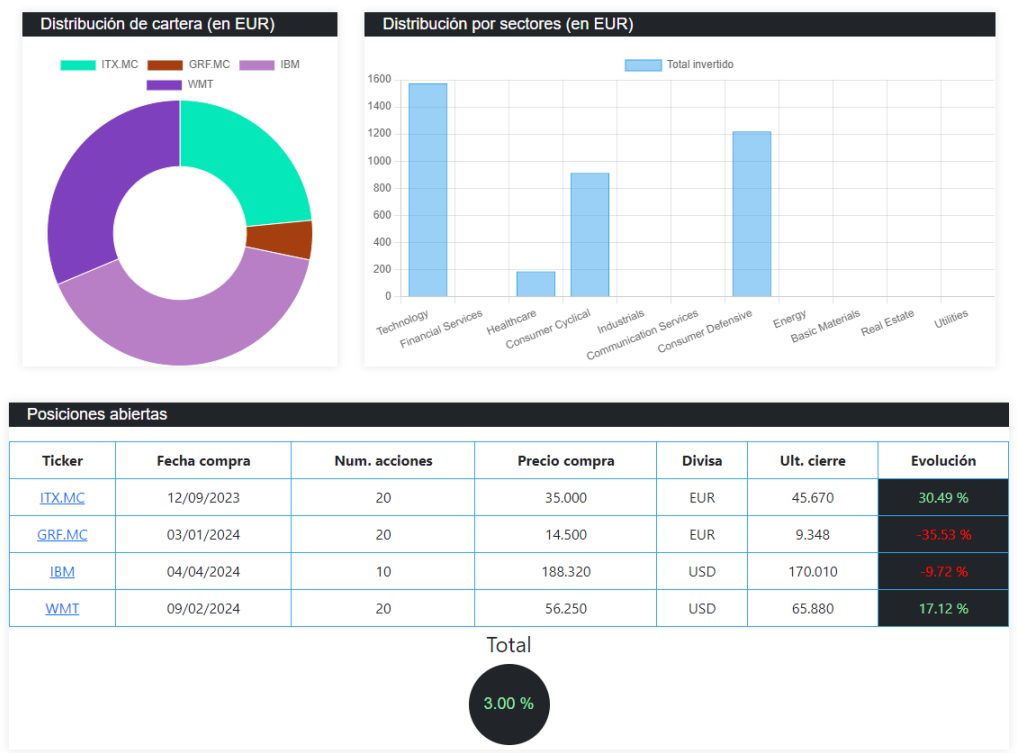 Distribución de cartera (en EUR)
ITX.MC GRF.MC IBM
WMT
Distribución por sectores (en EUR)
Total invertido
1600
1400
1200
1000
800
600
400
200
0
Technology
Financial Services
Healthcare
Consumer Cyclical
Industrials
Communication Services
Consumer Defensive
Energy
Basic Materials
Real Estate
Utilities
Posiciones abiertas
Ticker Fecha compra Num. acciones Precio compra Divisa Ult. cierre Evolución
ITX.MC 12/09/2023 20 35.000 EUR 45.670 30.49 %
GRF.MC 03/01/2024 20 14.500 EUR 9.348 -35.53 %
IBM 04/04/2024 10 188.320 USD 170.010 -9.72 %
WMT 09/02/2024 20 56.250 USD 65.880 17.12 %
Total
3.00 %